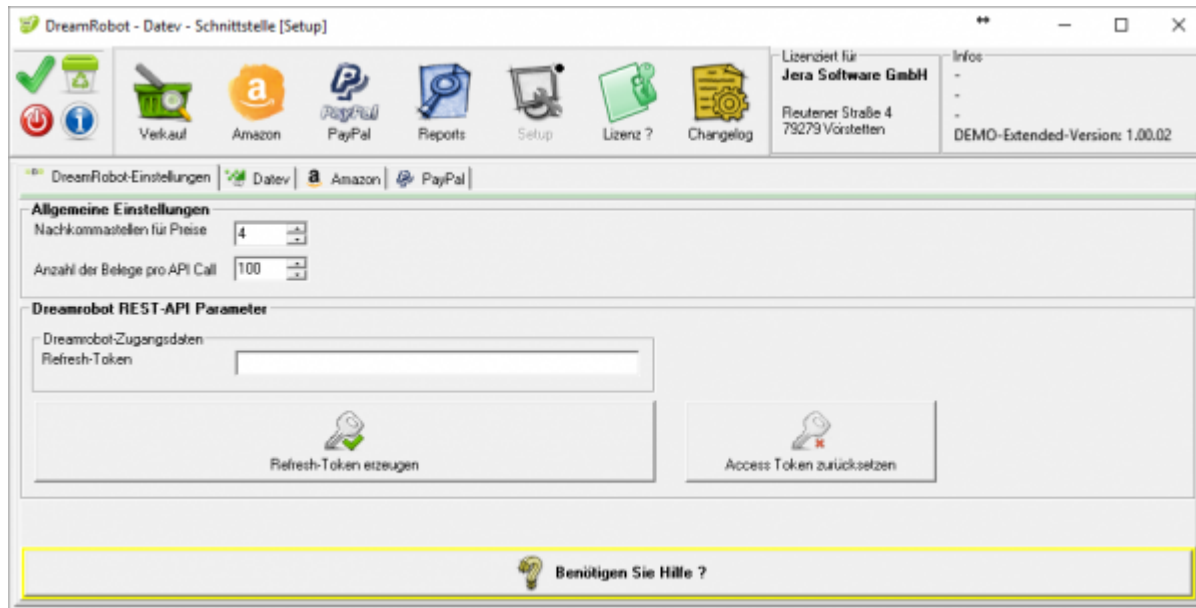 DreamRobot - Datev - Schnittstelle [Setup]
Verkauf
Amazon
PayPal
PayPal
Reports
Setup
Lizenz ?
Changelog
Lizenziert für
Jera Software GmbH
Reutener Straße 4
79279 Vörstetten
Infos
-
-
-
DEMO-Extended-Version: 1.00.02
DreamRobot-Einstellungen Datev Amazon PayPal
Allgemeine Einstellungen
Nachkommastellen für Preise 4
Anzahl der Belege pro API Call 100
Dreamrobot REST-API Parameter
Dreamrobot-Zugangsdaten
Refresh-Token
Refresh-Token erzeugen
Access Token zurücksetzen
Benötigen Sie Hilfe ?